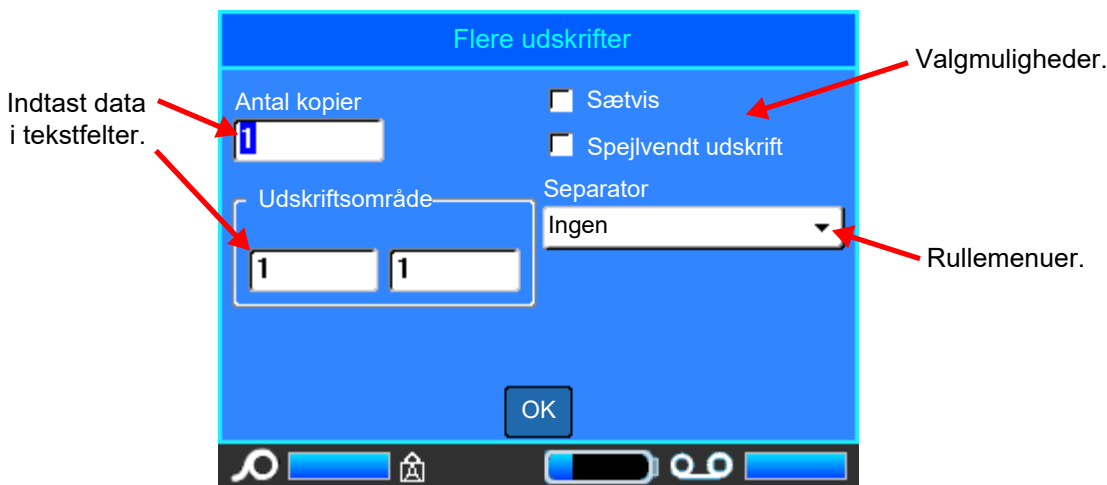 Flere udskrifter
Valgmuligheder.
Indtast data
i tekstfelter.
Antal kopier
1
Sætvis
Spejlvendt udskrift
Udskriftsområde
1 1
Separator
Ingen
Rullemenuer.
OK
A